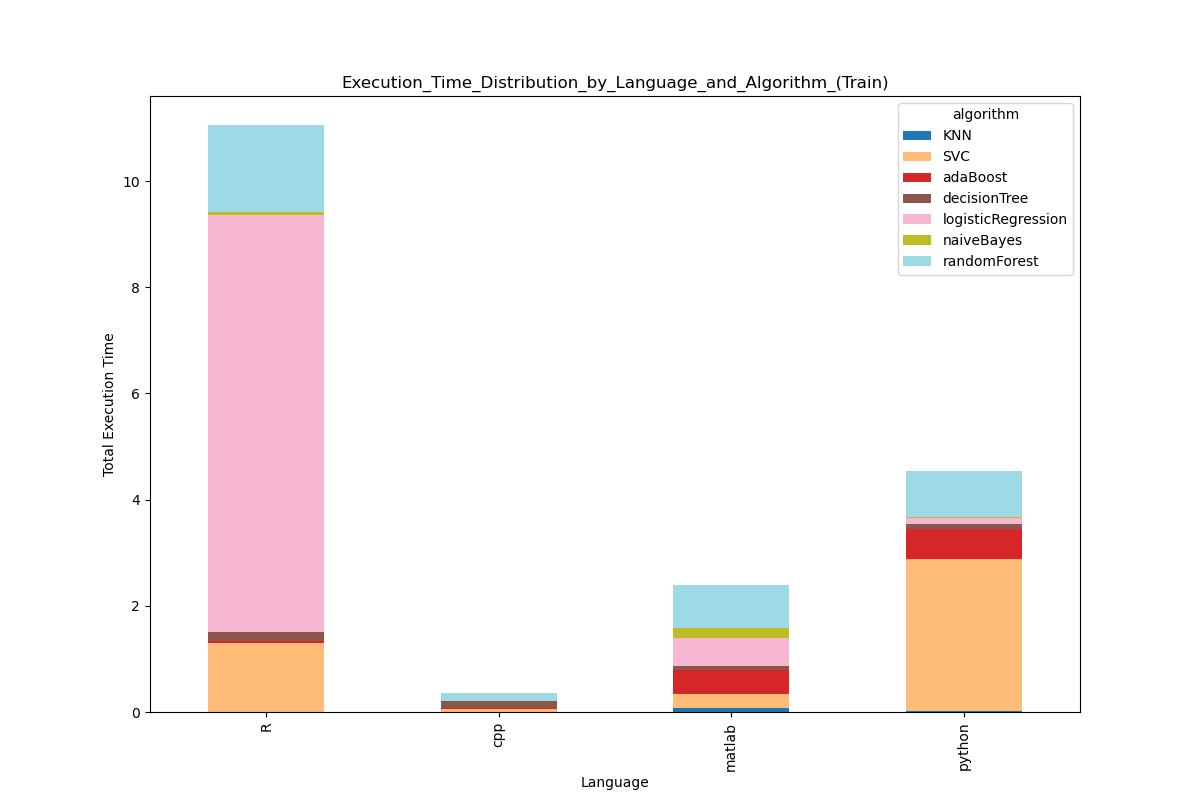 Execution_Time_Distribution_by_Language_and_Algorithm_(Train)
algorithm
KNN
SVC
adaBoost
decisionTree
logisticRegression
naiveBayes
randomForest
10
8
6
4
2
0
Total Execution Time
R
cpp
matlab
python
Language